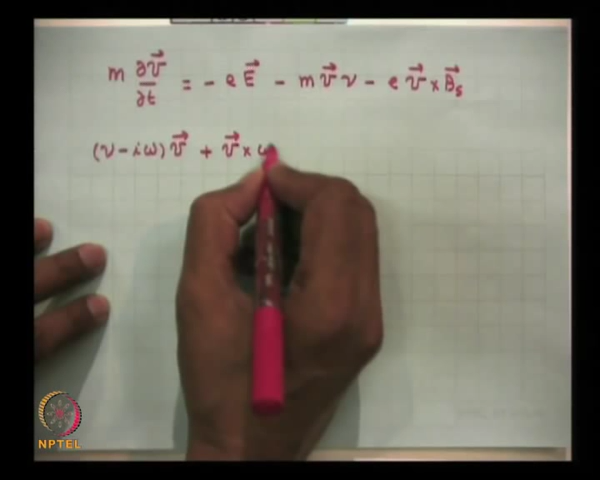 m ∂v⃗/∂t = - e E⃗ - m v⃗ ν - e v⃗ × B⃗s
(ν - iω) v⃗ + v⃗ × ω
NPTEL